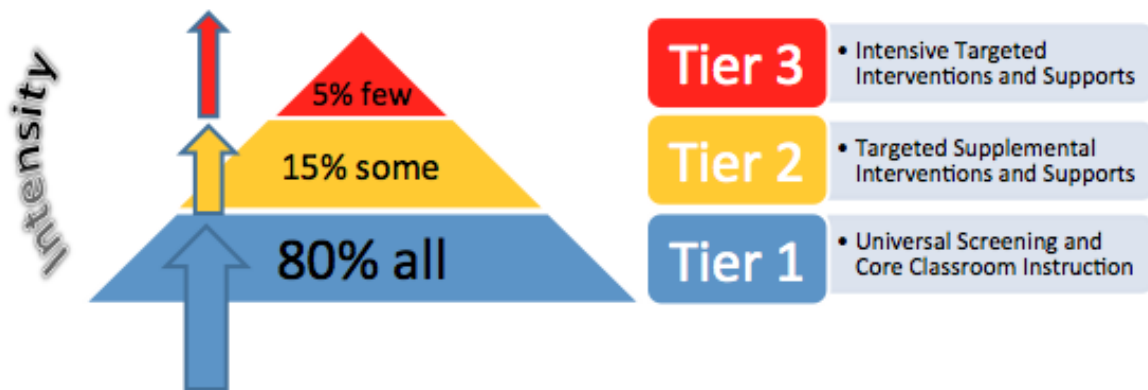 Intensity
5% few
15% some
80% all
Tier 3
• Intensive Targeted
Interventions and Supports
Tier 2
• Targeted Supplemental
Interventions and Supports
Tier 1
• Universal Screening and
Core Classroom Instruction